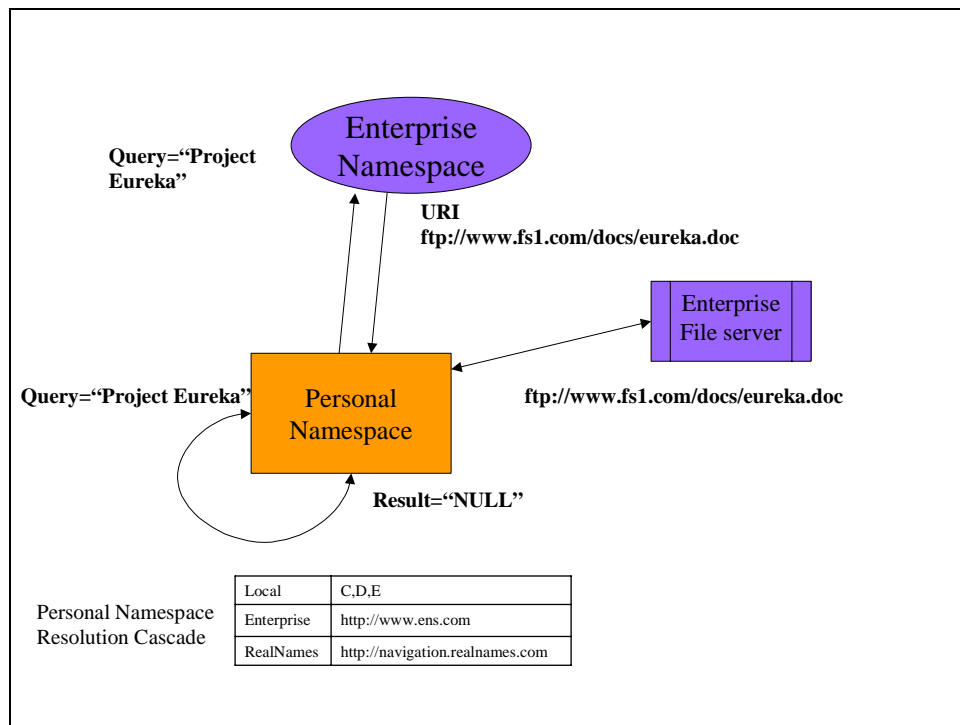 Enterprise
Namespace
Query=“Project
Eureka”
URI
ftp://www.fs1.com/docs/eureka.doc
Enterprise
File server
Query=“Project Eureka”
Personal
Namespace
ftp://www.fs1.com/docs/eureka.doc
Result=“NULL”
Personal Namespace
Resolution Cascade
Local C,D,E
Enterprise http://www.ens.com
RealNames http://navigation.realnames.com